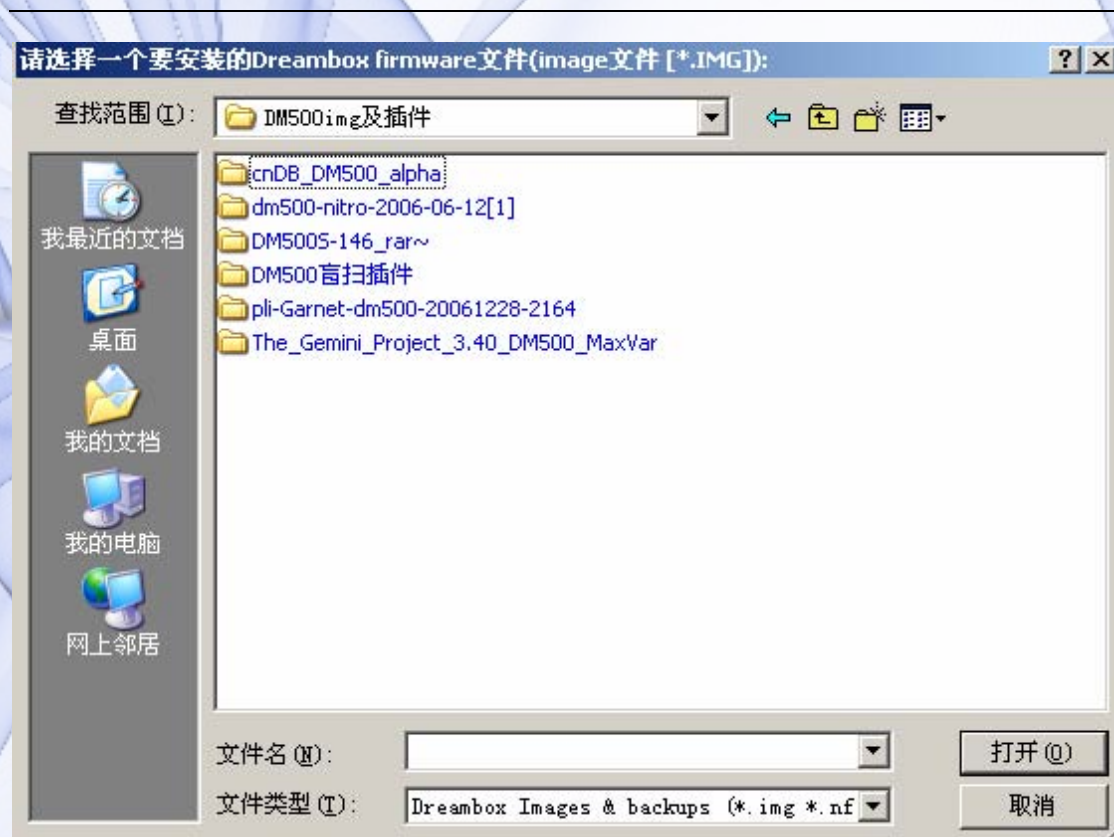 请选择一个要安装的Dreambox firmware文件(image文件 [*.IMG]):
查找范围(I):
DM500img及插件
cnDB_DM500_alpha
dm500-nitro-2006-06-12[1]
DM500S-146_rar~
DM500盲扫插件
pli-Garnet-dm500-20061228-2164
The_Gemini_Project_3.40_DM500_MaxVar
我最近的文档
桌面
我的文档
我的电脑
网上邻居
文件名(N):
打开(O)
文件类型(T):
Dreambox Images & backups (*.img *.nf
取消